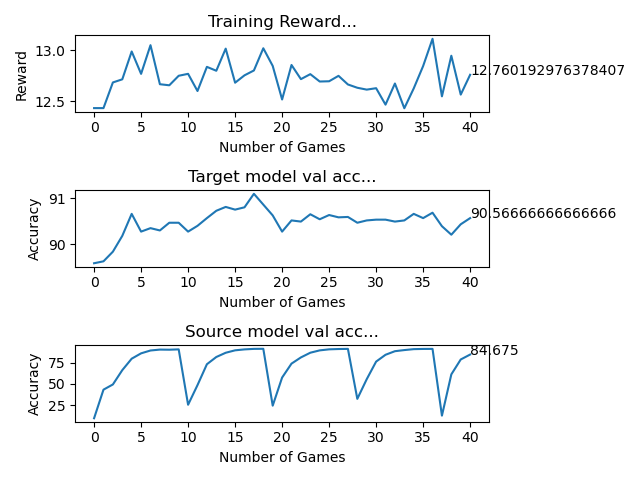 Training Reward...
Reward
13.0
12.5
12.760192976378407
0 5 10 15 20 25 30 35 40
Number of Games
Target model val acc...
Accuracy
91
90
90.56666666666666
0 5 10 15 20 25 30 35 40
Number of Games
Source model val acc...
Accuracy
75
50
25
84.675
0 5 10 15 20 25 30 35 40
Number of Games